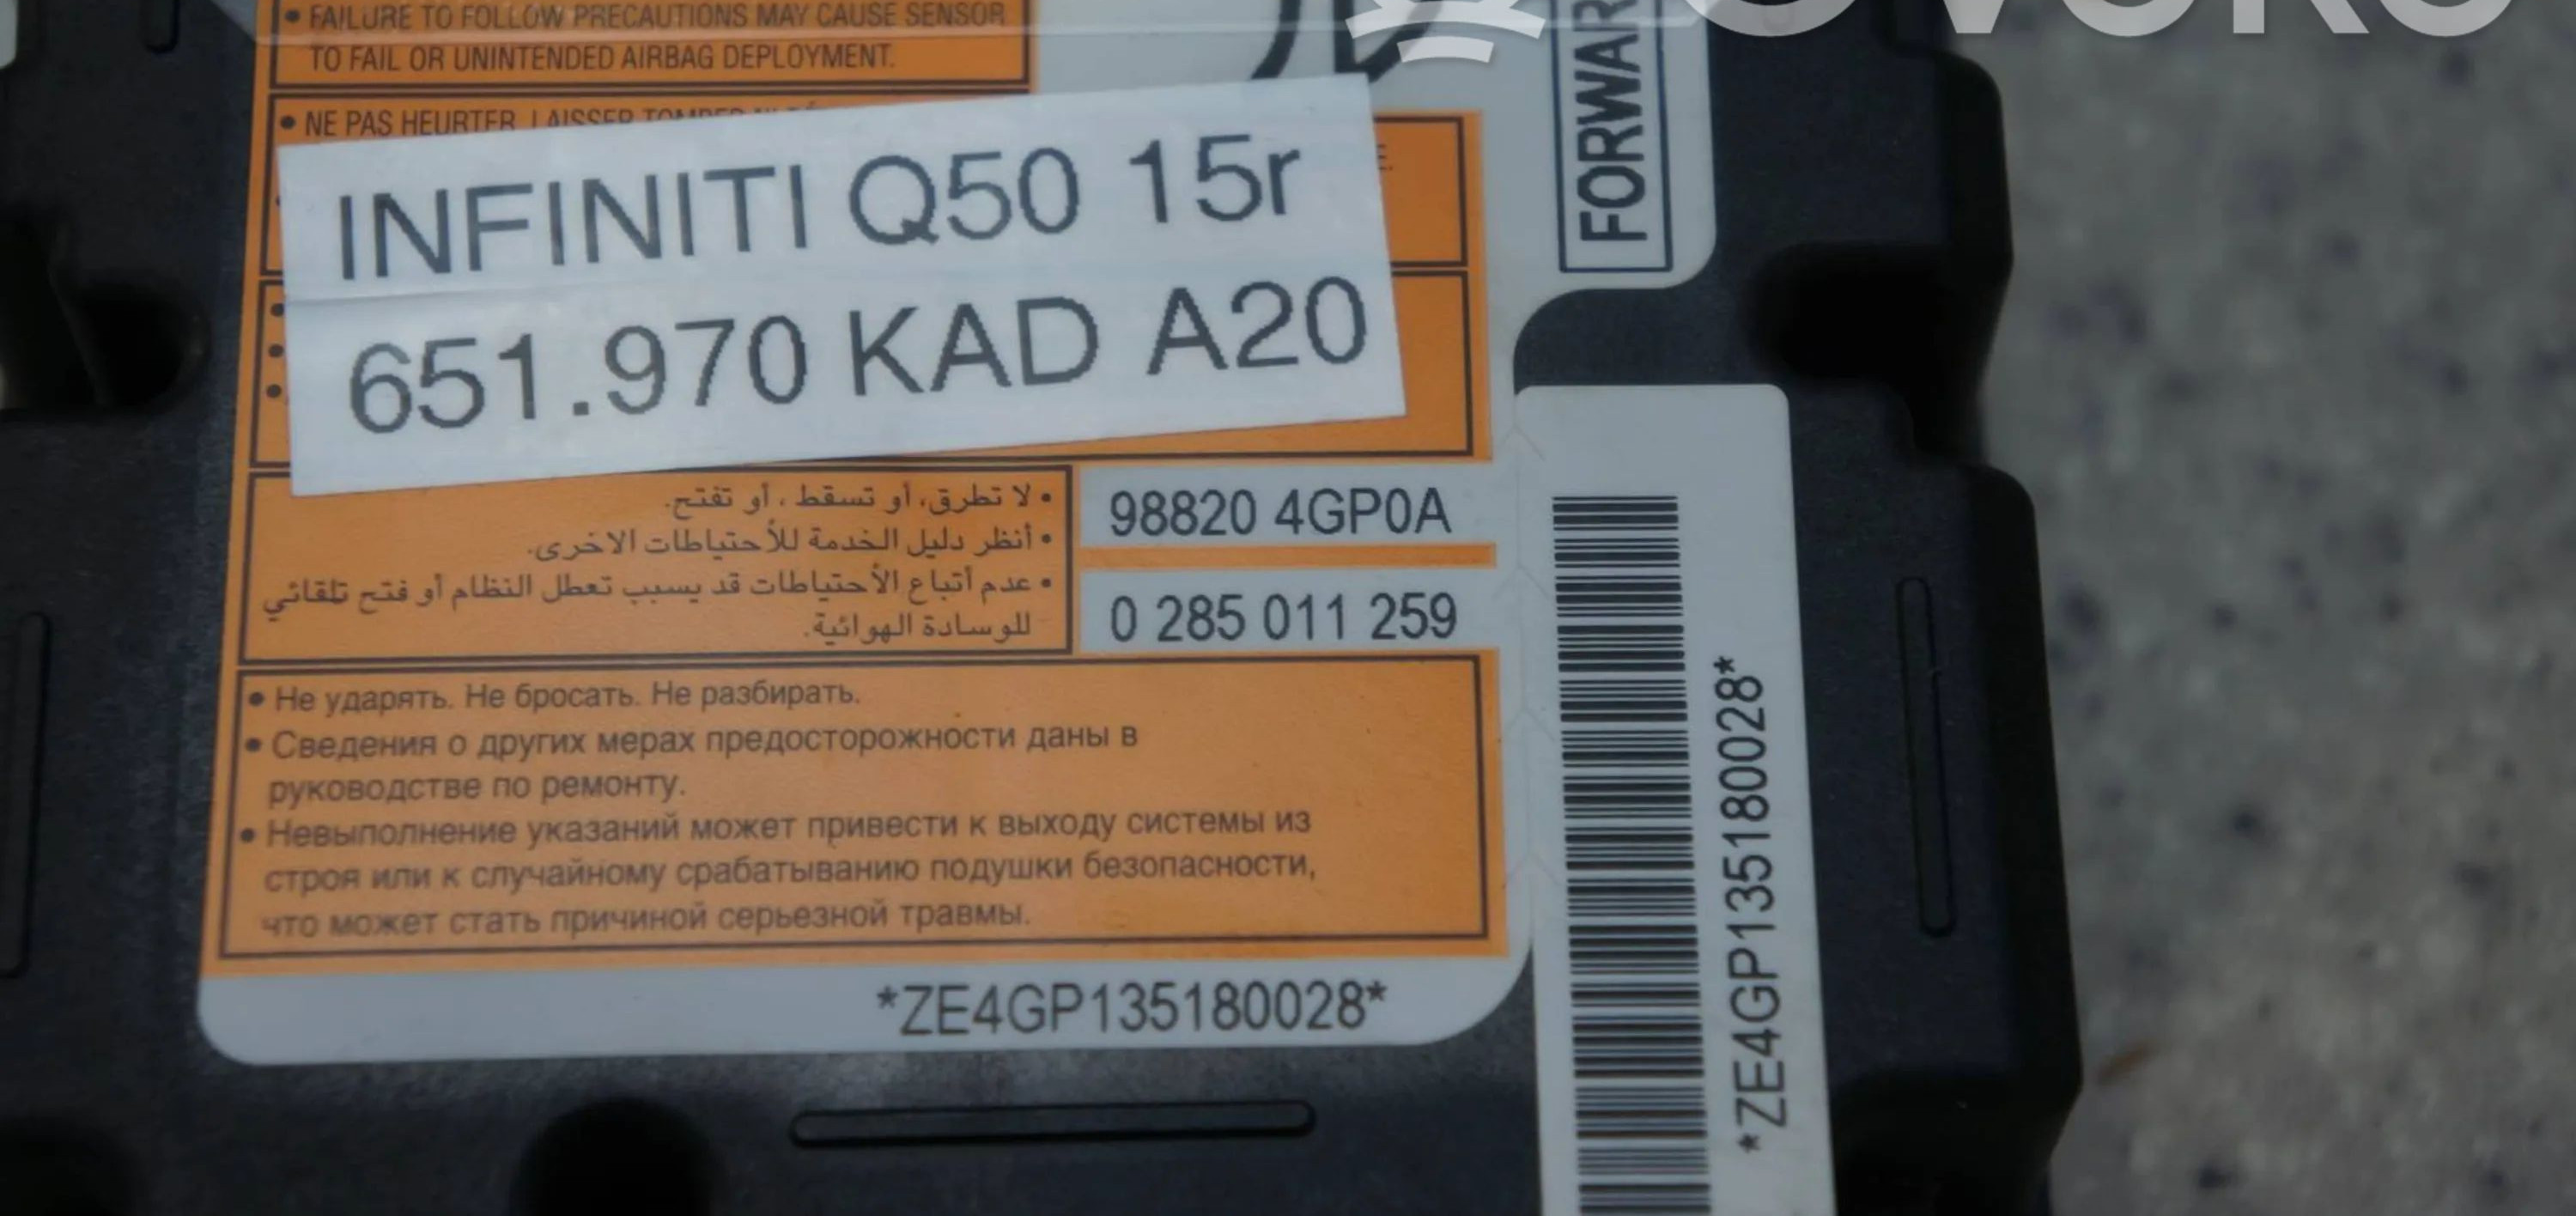 • FAILURE TO FOLLOW PRECAUTIONS MAY CAUSE SENSOR
TO FAIL OR UNINTENDED AIRBAG DEPLOYMENT.
• NE PAS HEURTER, LAISSER TOMBER
FORWAR
INFINITI Q50 15r
651.970 KAD A20
• لا تطرق، أو تسقط ، أو تفتح.
• أنظر دليل الخدمة للأحتياطات الاخرى.
• عدم أتباع الأحتياطات قد يسبب تعطل النظام أو فتح تلقائي
للوسادة الهوائية.
98820 4GP0A
0 285 011 259
• Не ударять. Не бросать. Не разбирать.
• Сведения о других мерах предосторожности даны в
руководстве по ремонту.
• Невыполнение указаний может привести к выходу системы из
строя или к случайному срабатыванию подушки безопасности,
что может стать причиной серьезной травмы.
*ZE4GP135180028*
*ZE4GP135180028*